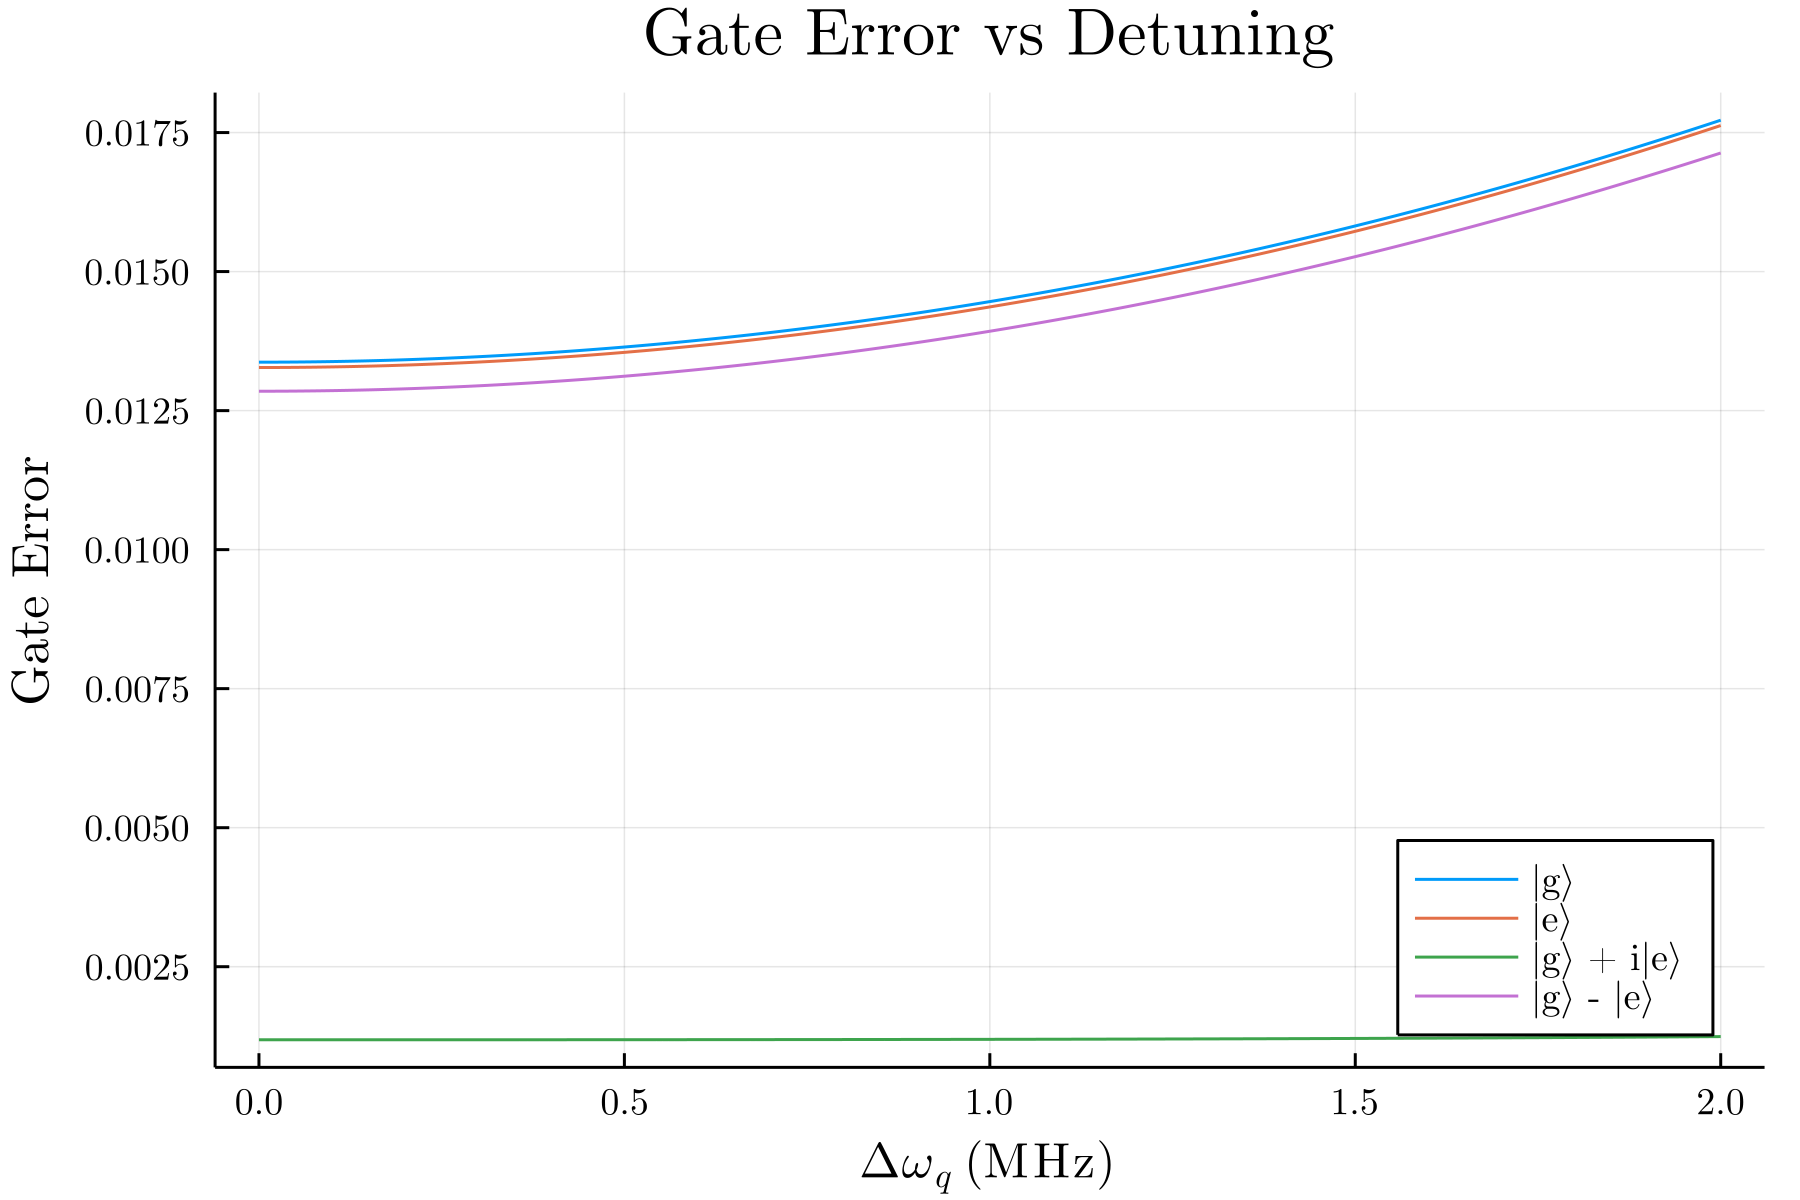 Gate Error vs Detuning
Gate Error
0.0175
0.0150
0.0125
0.0100
0.0075
0.0050
0.0025
|g⟩
|e⟩
|g⟩ + i|e⟩
|g⟩ - |e⟩
0.0 0.5 1.0 1.5 2.0
Δω_q (MHz)